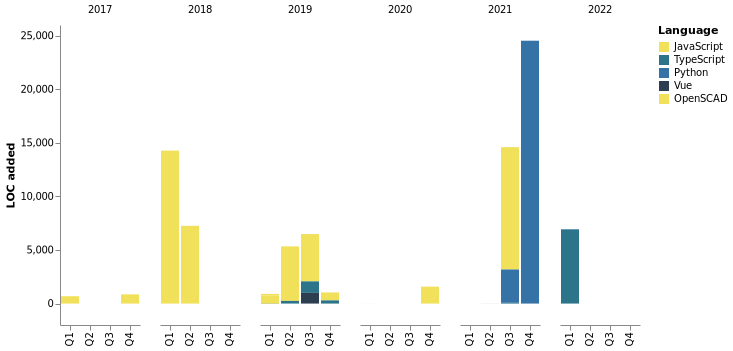 2017 2018 2019 2020 2021 2022
Language
JavaScript
TypeScript
Python
Vue
OpenSCAD
LOC added
25,000
20,000
15,000
10,000
5,000
0
Q1 Q2 Q3 Q4 Q1 Q2 Q3 Q4 Q1 Q2 Q3 Q4 Q1 Q2 Q3 Q4 Q1 Q2 Q3 Q4 Q1 Q2 Q3 Q4